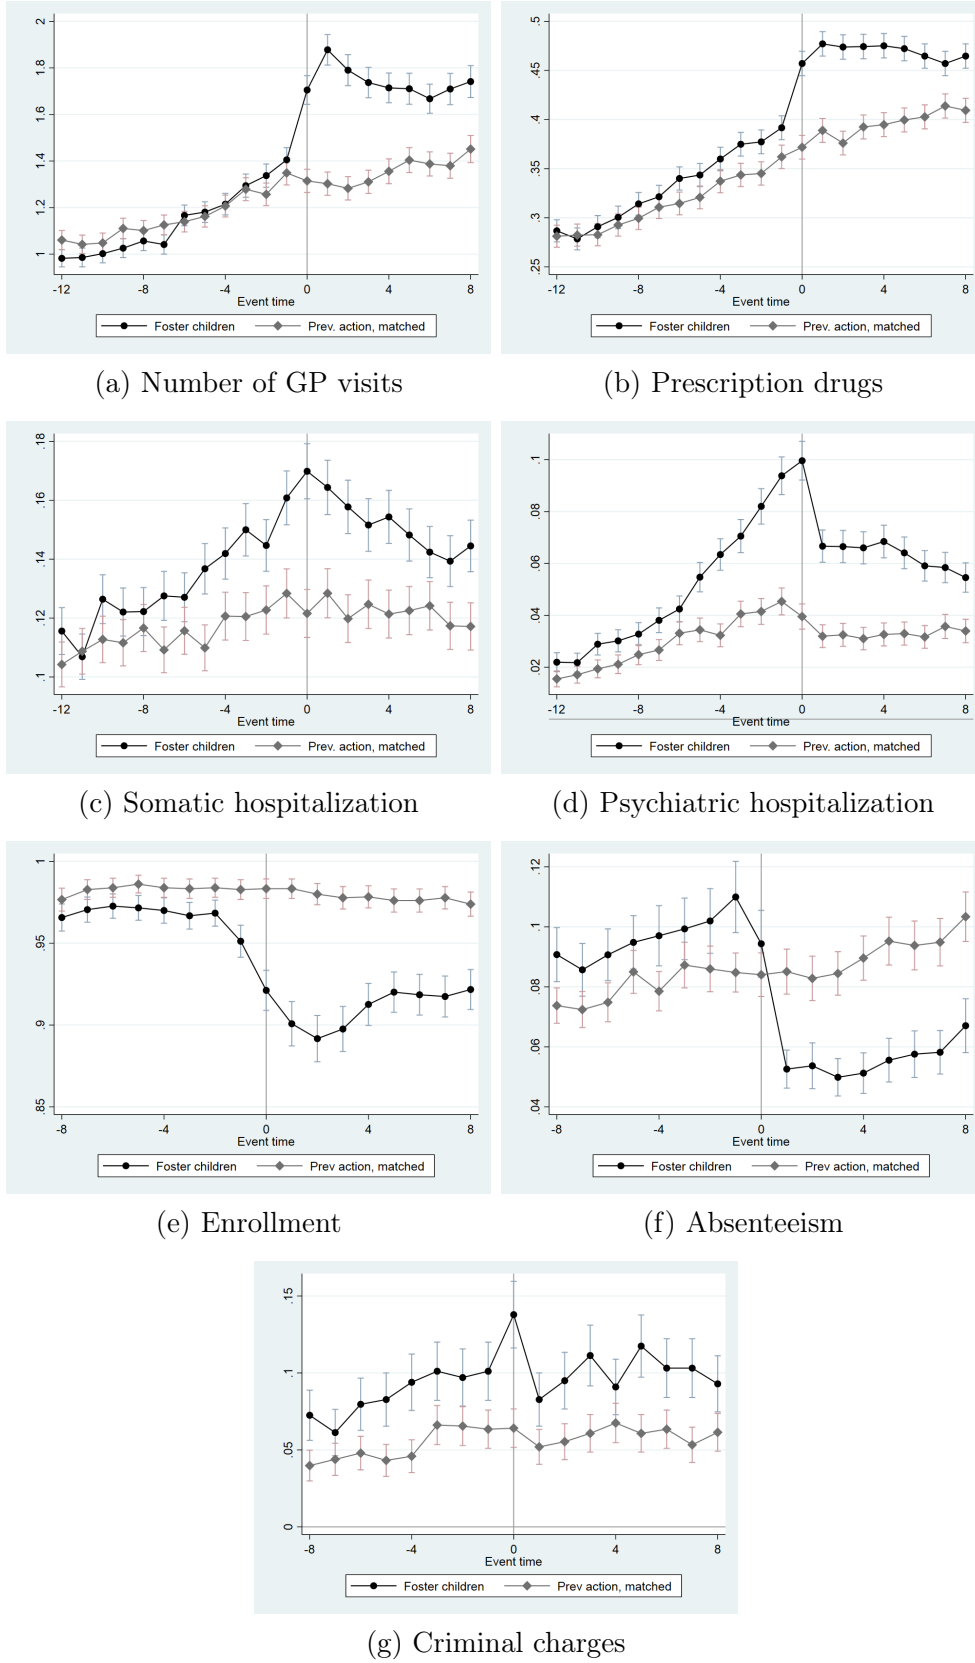 2
1.8
1.6
1.4
1.2
1
-12 -8 -4 0 4 8
Event time
Foster children Prev. action, matched
(a) Number of GP visits
.5
.45
.4
.35
.3
.25
-12 -8 -4 0 4 8
Event time
Foster children Prev. action, matched
(b) Prescription drugs
.18
.16
.14
.12
.1
-12 -8 -4 0 4 8
Event time
Foster children Prev. action, matched
(c) Somatic hospitalization
.1
.08
.06
.04
.02
-12 -8 -4 0 4 8
Event time
Foster children Prev. action, matched
(d) Psychiatric hospitalization
1
.95
.9
.85
-8 -4 0 4 8
Event time
Foster children Prev action, matched
(e) Enrollment
.12
.1
.08
.06
.04
-8 -4 0 4 8
Event time
Foster children Prev action, matched
(f) Absenteeism
.15
.1
.05
0
-8 -4 0 4 8
Event time
Foster children Prev action, matched
(g) Criminal charges